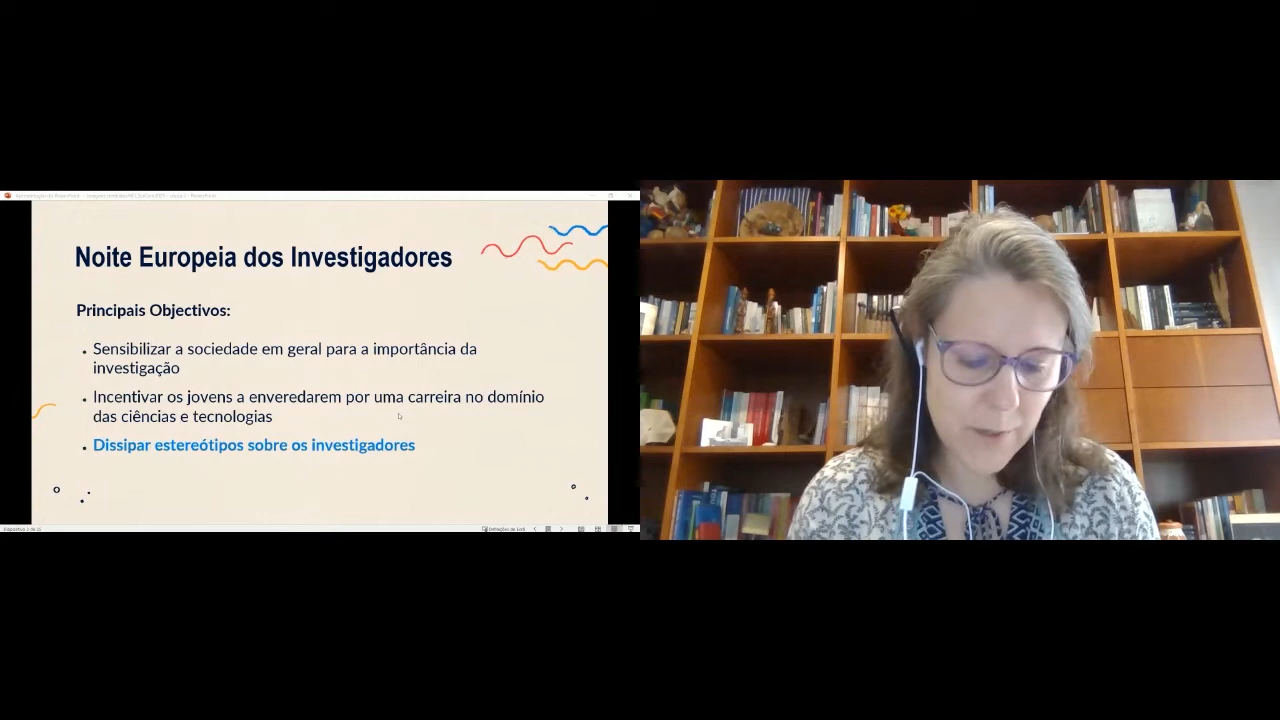 Noite Europeia dos Investigadores
Principais Objectivos:
Sensibilizar a sociedade em geral para a importância da
investigação
Incentivar os jovens a enveredarem por uma carreira no domínio
das ciências e tecnologias
Dissipar estereótipos sobre os investigadores